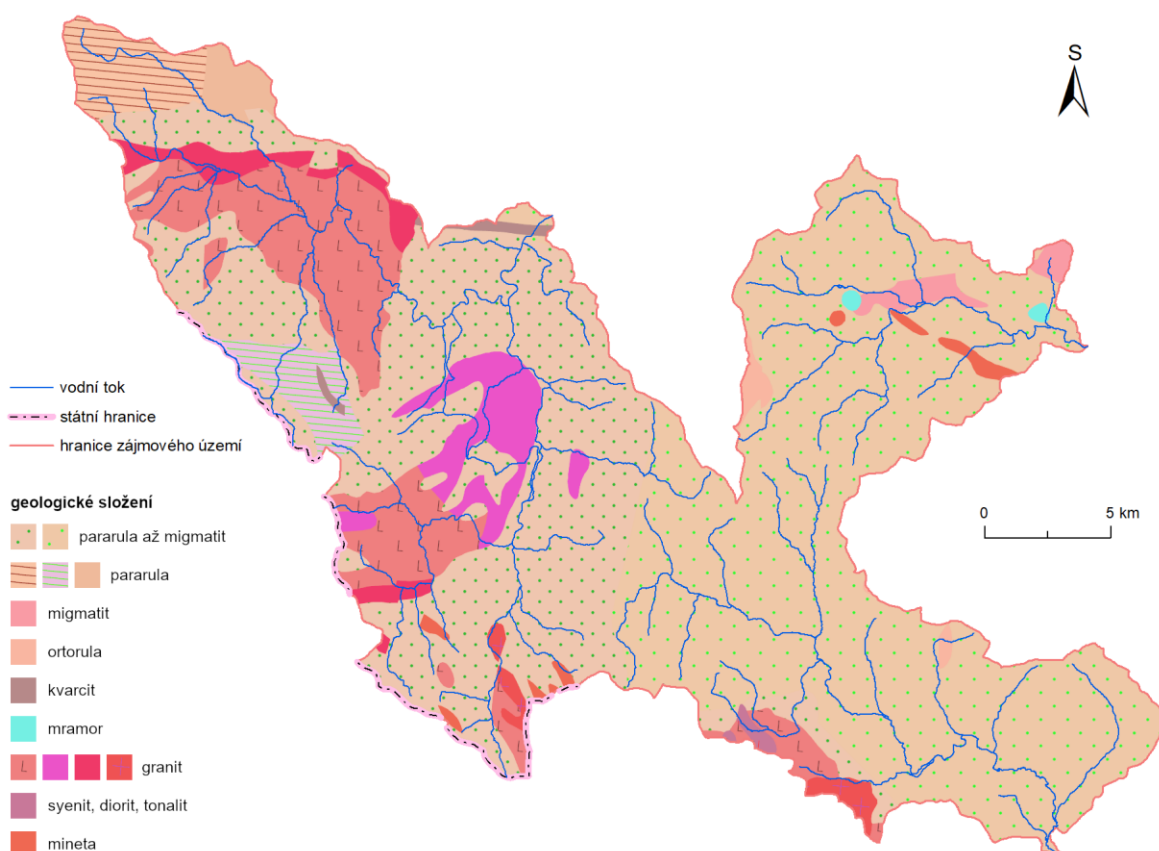 S
vodní tok
státní hranice
hranice zájmového území
0 5 km
geologické složení
pararula až migmatit
pararula
migmatit
ortorula
kvarcit
mramor
granit
syenit, diorit, tonalit
mineta